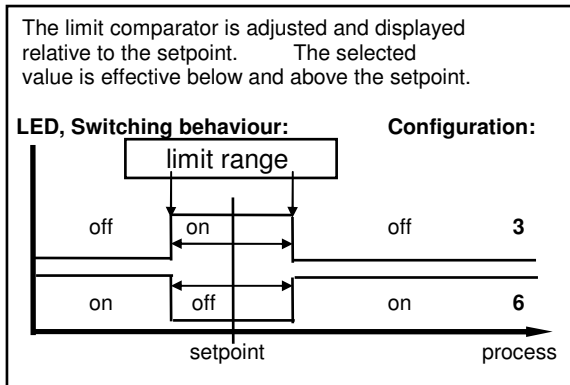 The limit comparator is adjusted and displayed
relative to the setpoint. The selected
value is effective below and above the setpoint.
LED, Switching behaviour: Configuration:
limit range
off on off 3
on off on 6
setpoint process